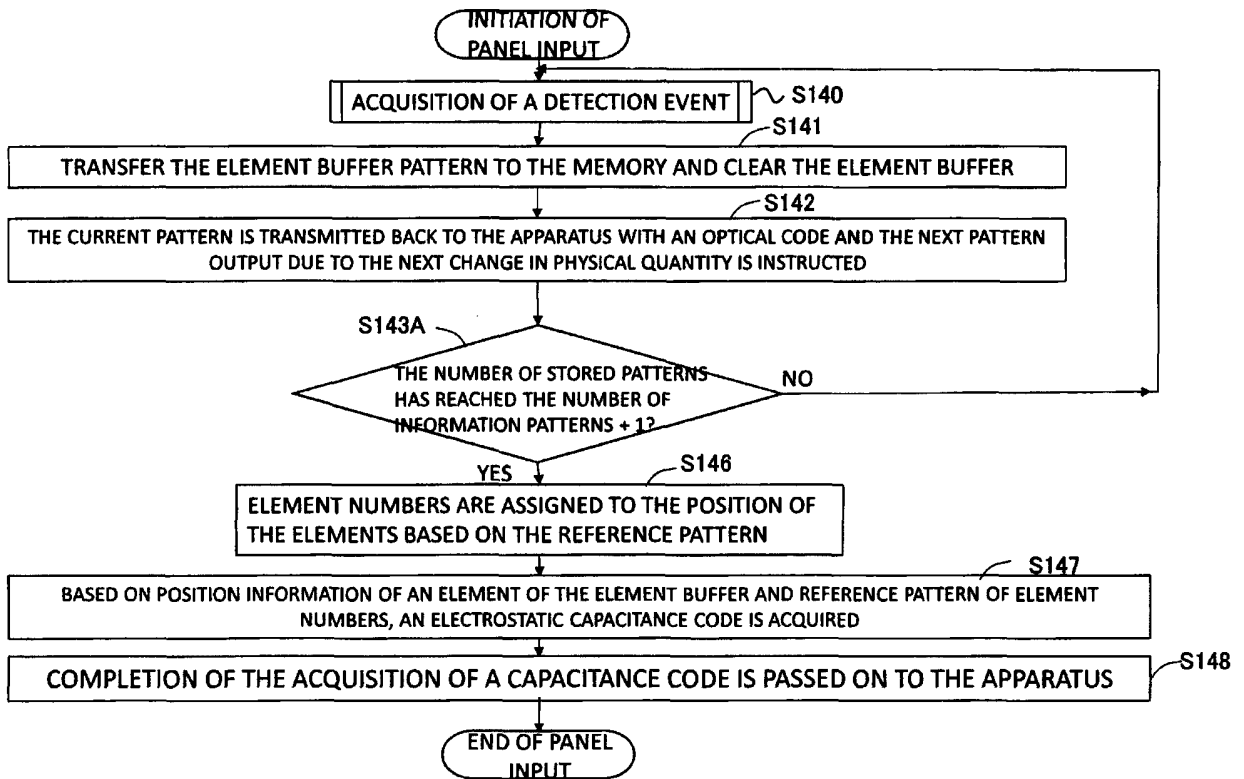 INITIATION OF
PANEL INPUT
ACQUISITION OF A DETECTION EVENT
S140
S141
TRANSFER THE ELEMENT BUFFER PATTERN TO THE MEMORY AND CLEAR THE ELEMENT BUFFER
S142
THE CURRENT PATTERN IS TRANSMITTED BACK TO THE APPARATUS WITH AN OPTICAL CODE AND THE NEXT PATTERN
OUTPUT DUE TO THE NEXT CHANGE IN PHYSICAL QUANTITY IS INSTRUCTED
S143A
THE NUMBER OF STORED PATTERNS
HAS REACHED THE NUMBER OF
INFORMATION PATTERNS + 1?
NO
YES
S146
ELEMENT NUMBERS ARE ASSIGNED TO THE POSITION OF
THE ELEMENTS BASED ON THE REFERENCE PATTERN
S147
BASED ON POSITION INFORMATION OF AN ELEMENT OF THE ELEMENT BUFFER AND REFERENCE PATTERN OF ELEMENT
NUMBERS, AN ELECTROSTATIC CAPACITANCE CODE IS ACQUIRED
COMPLETION OF THE ACQUISITION OF A CAPACITANCE CODE IS PASSED ON TO THE APPARATUS
S148
END OF PANEL
INPUT